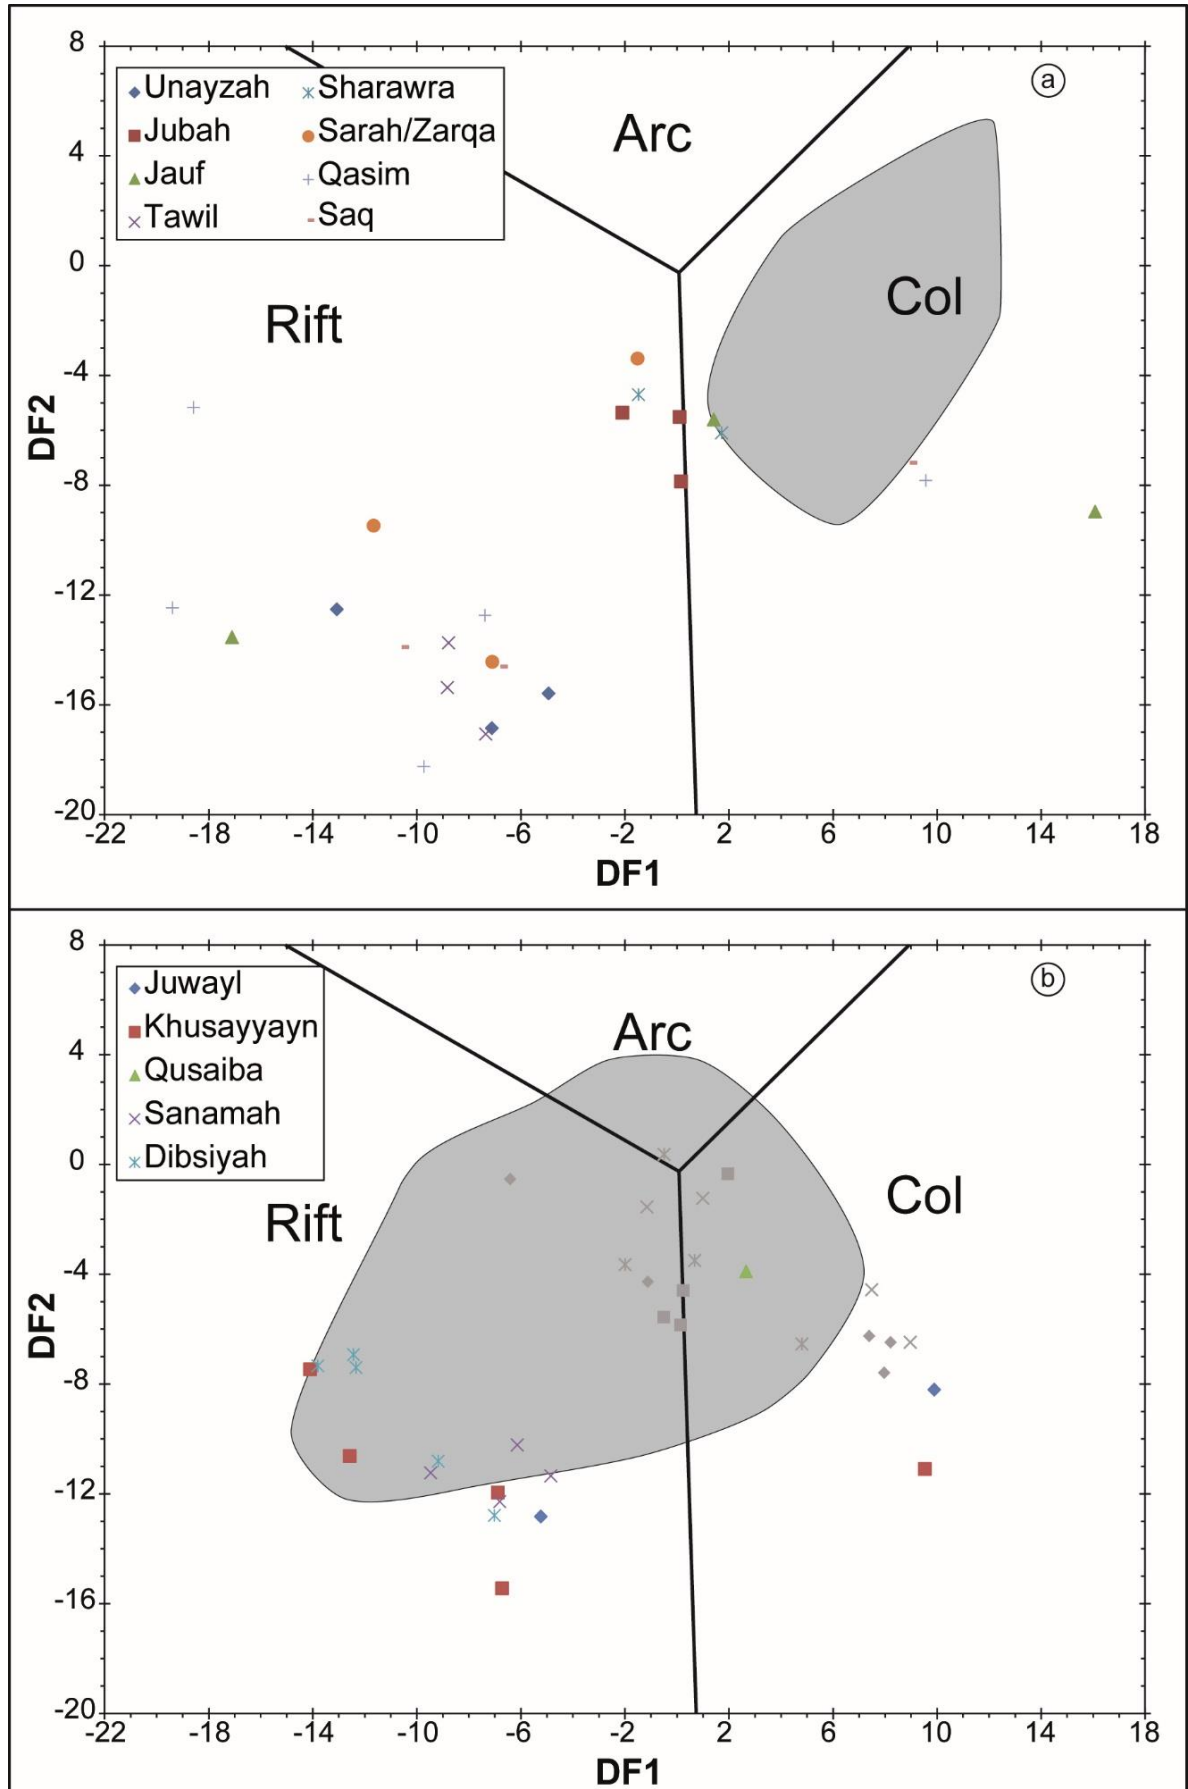 8
4
0
-4
-8
-12
-16
-20
DF2
Unayzah
Sharawra
Jubah
Sarah/Zarqa
Jauf
Qasim
Tawil
Saq
a
Arc
Rift
Col
-22 -18 -14 -10 -6 -2 2 6 10 14 18
DF1
8
4
0
-4
-8
-12
-16
-20
DF2
Juwayl
Khusayyayn
Qusaiba
Sanamah
Dibsiyah
b
Arc
Rift
Col
-22 -18 -14 -10 -6 -2 2 6 10 14 18
DF1